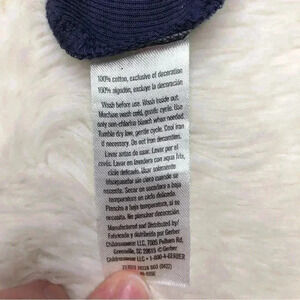 100% cotton, exclusive of decoration
100% algodón, excluye la decoración
Wash before use. Wash inside out.
Machine wash cold, gentle cycle. Use
only non-chlorine bleach when needed.
Tumble dry low, gentle cycle. Cool iron
if necessary. Do not iron decoration.
Lavar antes de usar. Lavar por el
revés. Lavar en lavadora con agua fría,
ciclo delicado. Usar solamente
blanqueador sin cloro cuando se
necesite. Secar en secadora a baja
temperatura en ciclo delicado.
Planche a baja temperatura, si es
necesario. No planchar decoración.
Manufactured and Distributed by/
Fabricado y distribuido por Gerber
Childrenswear LLC, 7005 Pelham Rd,
Greenville, SC 29615 © Gerber
Childrenswear LLC • 1-800-4-GERBER